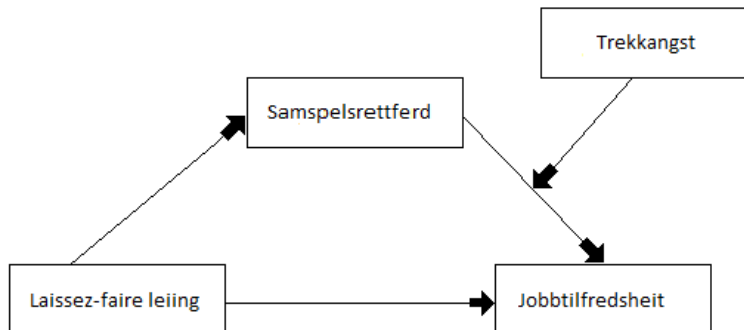 Trekkangst
Samspelsrettferd
Laissez-faire leiing
Jobbtilfredsheit